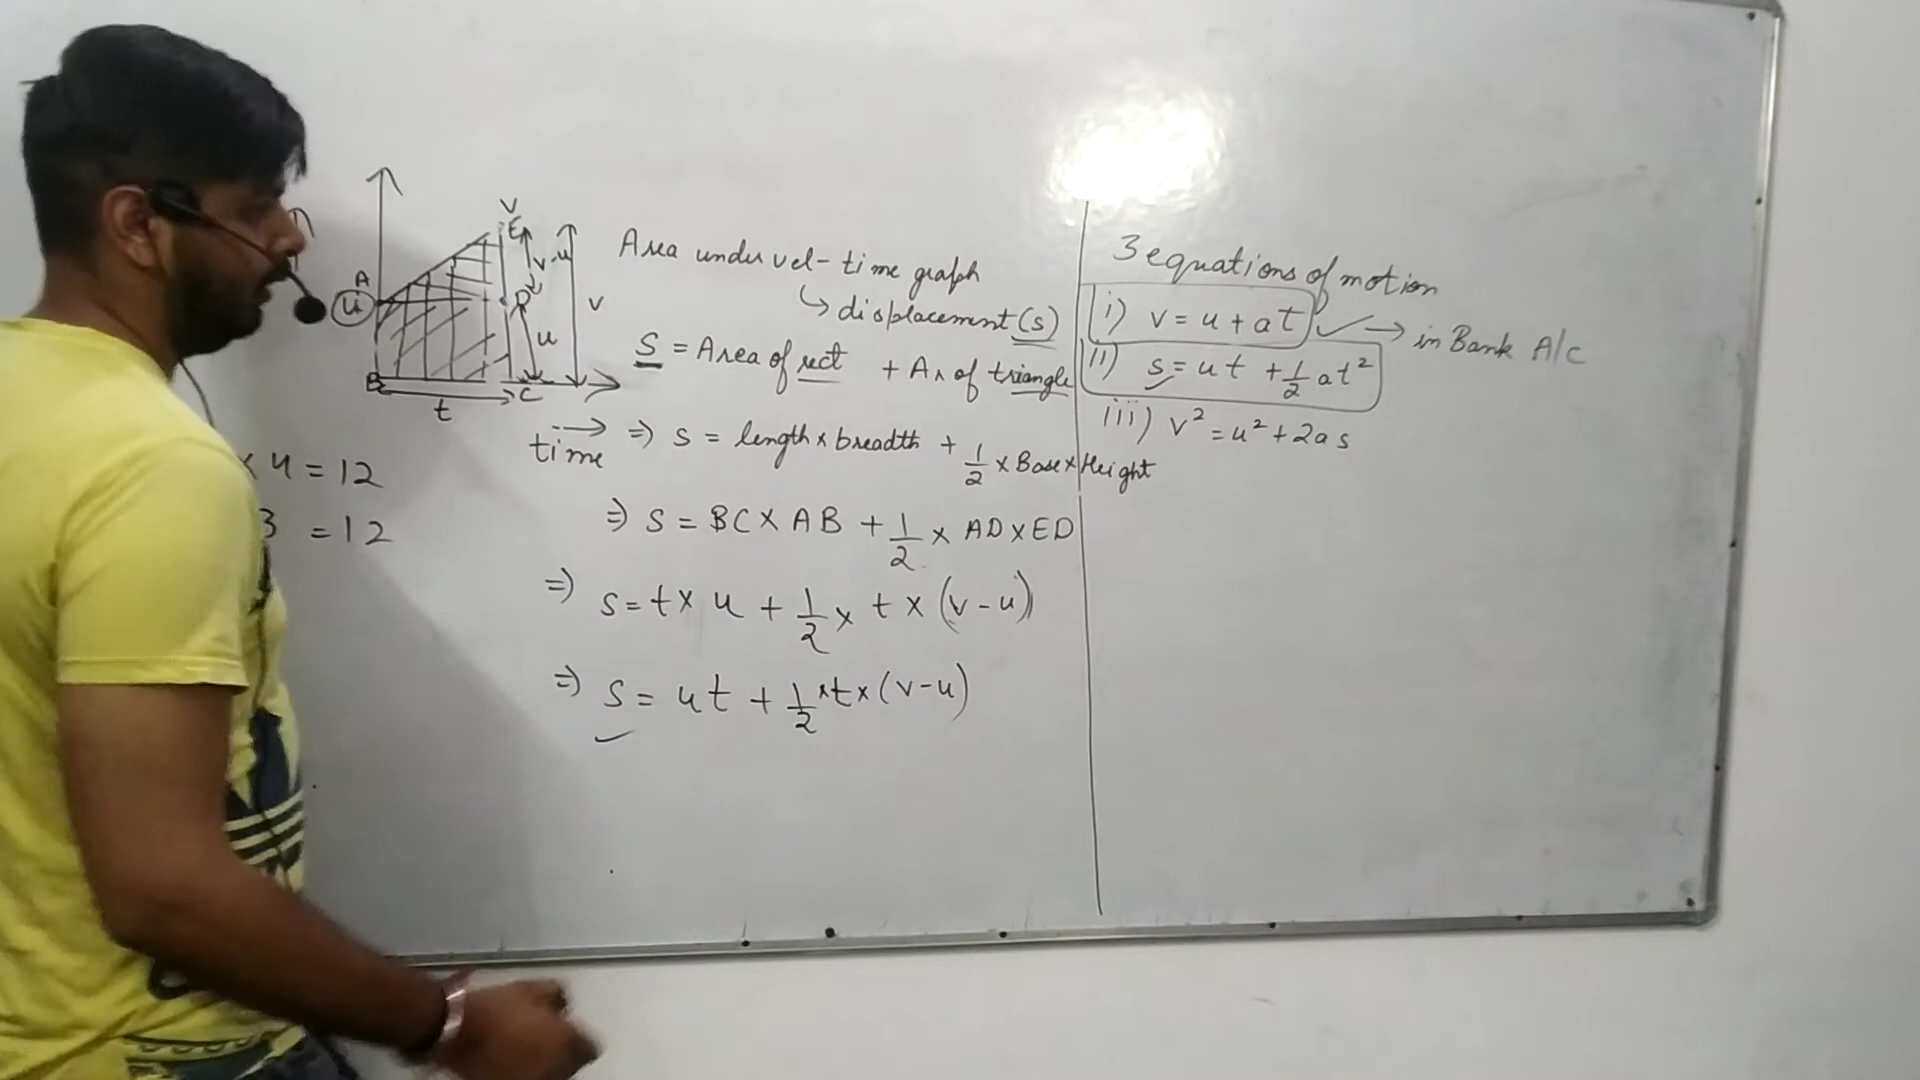 V
E
A
u
v-u
D
v
u
B
C
t
time
x 4 = 12
3 = 12
Area under vel-time graph
↳ displacement (s)
S = Area of rect + Ar of triangle
⇒ S = length × breadth + 1/2 × Base × Height
⇒ S = BC × AB + 1/2 × AD × ED
⇒ S = t × u + 1/2 × t × (v - u)
⇒ S = ut + 1/2 × t × (v-u)
3 equations of motion
i) v = u + at ✓ → in Bank A/c
ii) s = ut + 1/2 at²
iii) v² = u² + 2as